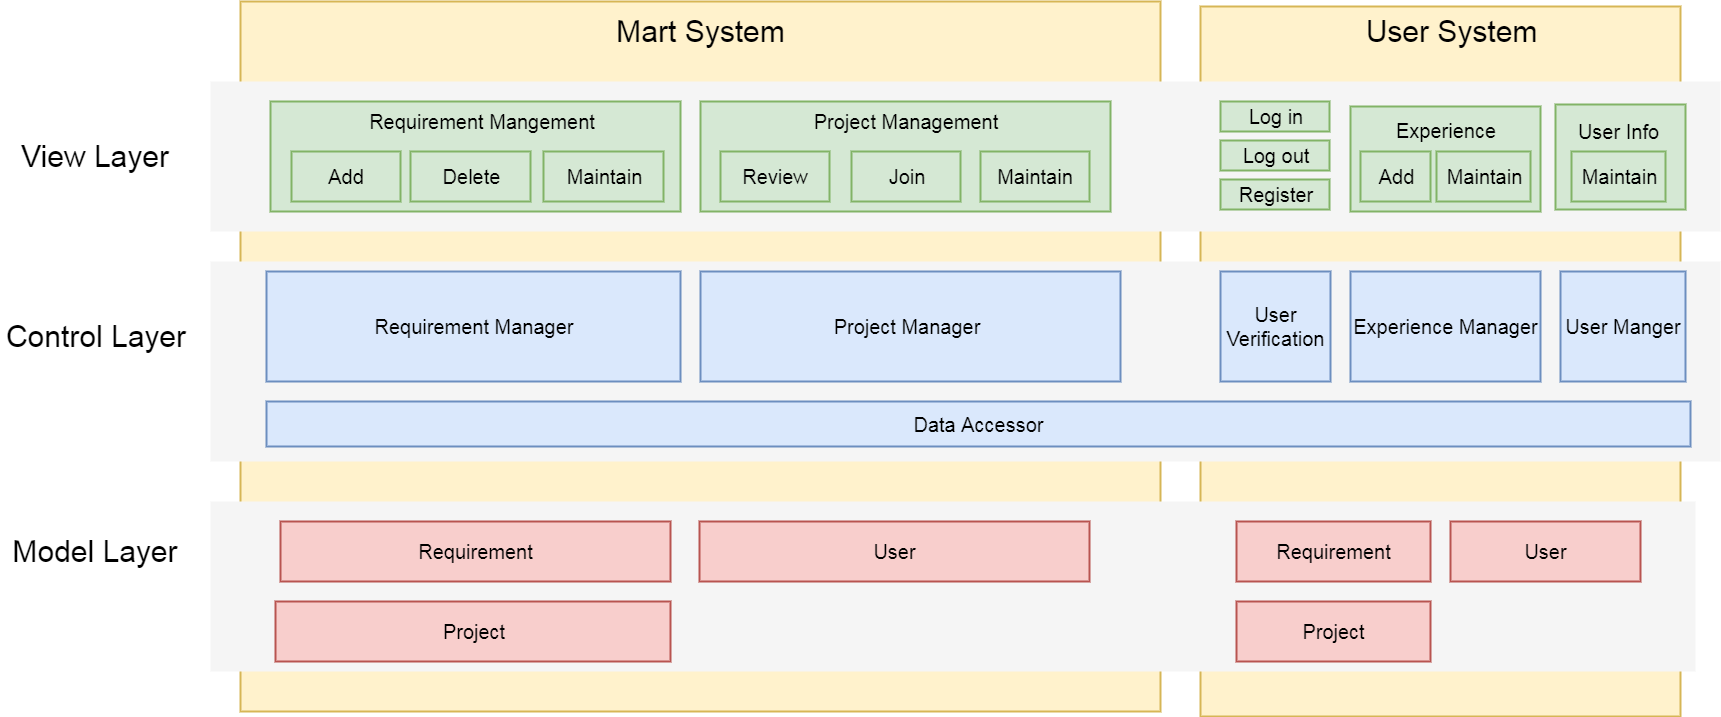 Mart System
User System
View Layer
Requirement Mangement
Add
Delete
Maintain
Project Management
Review
Join
Maintain
Log in
Log out
Register
Experience
Add
Maintain
User Info
Maintain
Control Layer
Requirement Manager
Project Manager
User
Verification
Experience Manager
User Manger
Data Accessor
Model Layer
Requirement
User
Project
Requirement
User
Project